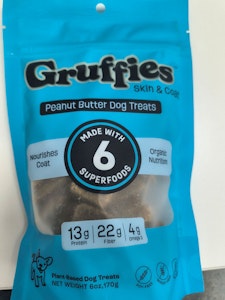 Gruffies
Skin & Coat
Peanut Butter Dog Treats
MADE WITH
6
SUPERFOODS
Nourishes
Coat
Organic
Nutrition
13g Protein
22g Fiber
4g Omegas
Plant-Based Dog Treats
NET WEIGHT 6oz, 170g